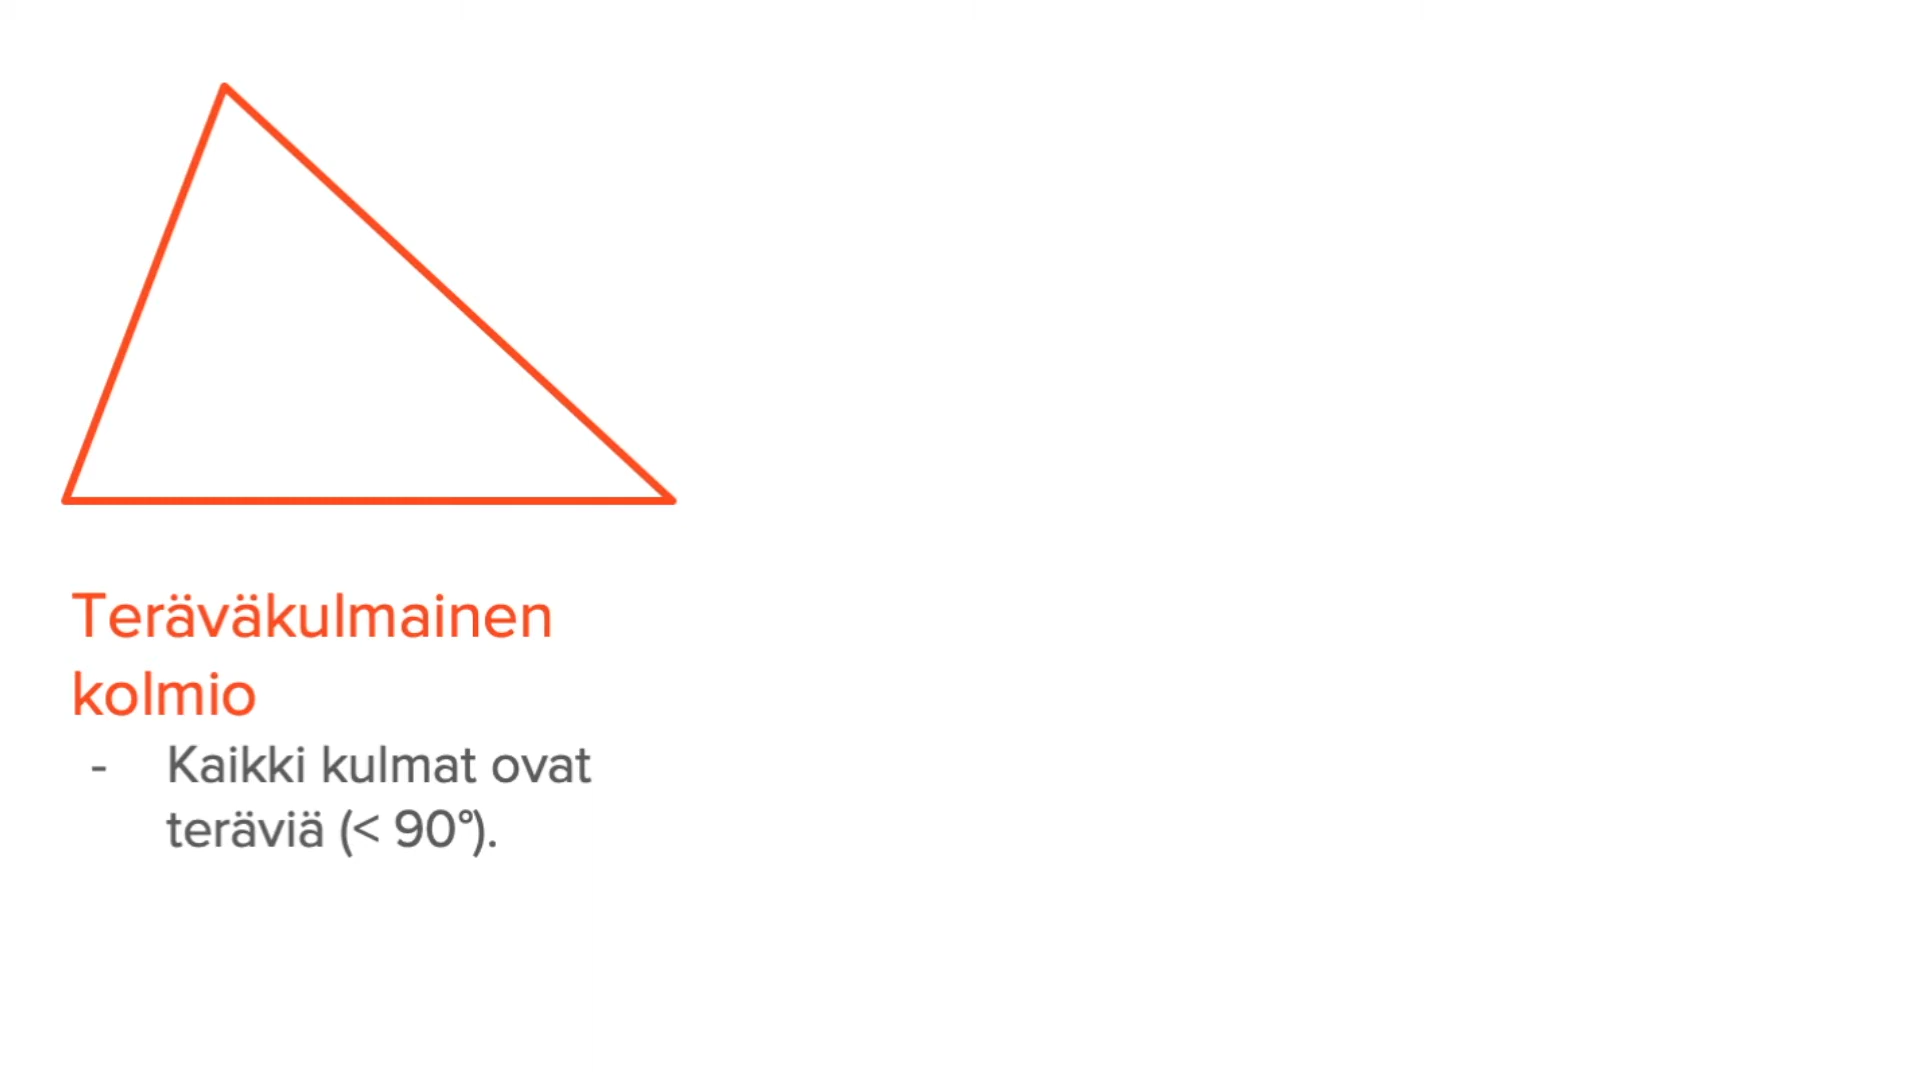 Teräväkulmainen
kolmio
- Kaikki kulmat ovat
teräviä (< 90°).